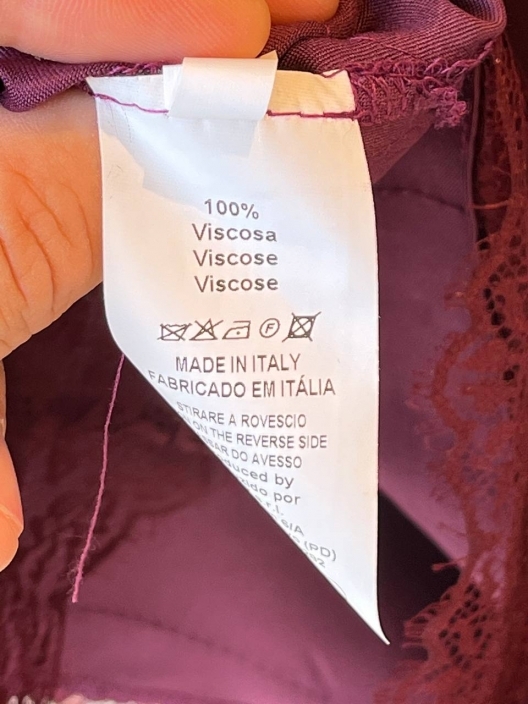 100%
Viscosa
Viscose
Viscose
F
MADE IN ITALY
FABRICADO EM ITÁLIA
STIRARE A ROVESCIO
ON THE REVERSE SIDE
DO AVESSO
by
por
6/A
(PD)